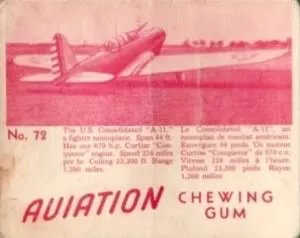 No. 72
The U.S. Consolidated "A-11,"
a fighter monoplane. Span 44 ft.
Has one 670 h.p. Curtiss "Con-
queror" engine. Speed 228 miles
per hr. Ceiling 23,300 ft. Range
1,260 miles
Le Consolidated "A-11", un
monoplan de combat américain.
Envergure 44 pieds. Un moteur
Curtiss "Conqueror" de 670 c.v.
Vitesse 228 milles à l'heure.
Plafond 23,300 pieds Rayon
1,260 milles
AVIATION CHEWING
GUM